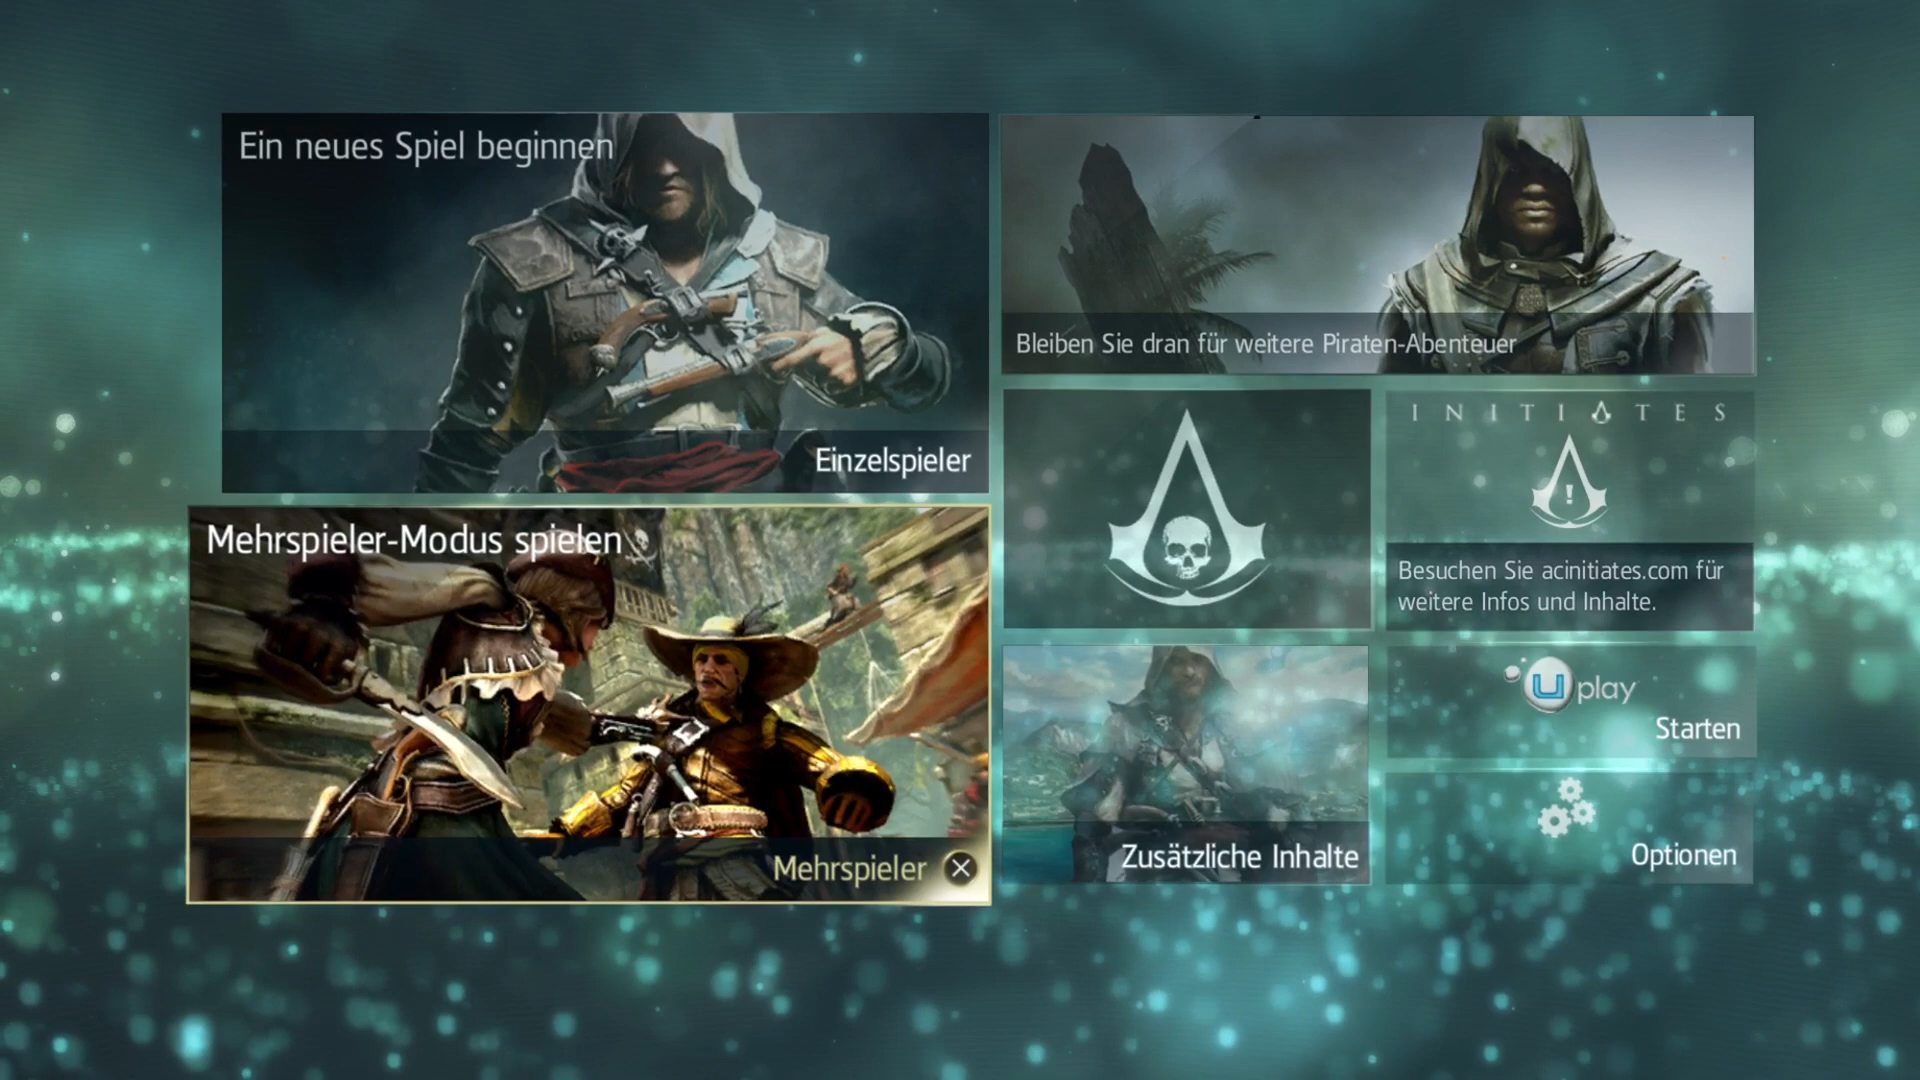 Ein neues Spiel beginnen
Einzelspieler
Mehrspieler-Modus spielen
Mehrspieler
Bleiben Sie dran für weitere Piraten-Abenteuer
INITIATES
!
Besuchen Sie acinitiates.com für
weitere Infos und Inhalte.
Zusätzliche Inhalte
U play
Starten
Optionen